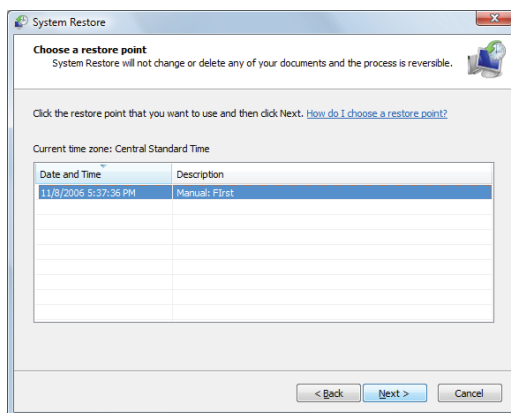 System Restore
Choose a restore point
System Restore will not change or delete any of your documents and the process is reversible.
Click the restore point that you want to use and then click Next. How do I choose a restore point?
Current time zone: Central Standard Time
Date and Time Description
11/8/2006 5:37:36 PM Manual: FIrst
< Back Next > Cancel